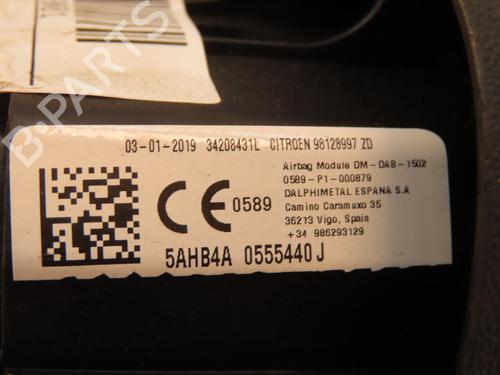 03-01-2019 34208431L CITROEN 98128997 ZD
Airbag Module DM-DAB-1502
0589-P1-000879
DALPHIMETAL ESPANA S.A
Camino Caramuxo 35
36213 Vigo, Spain
+34 986293129
CE 0589
5AHB4A 0555440J
B-PARTS